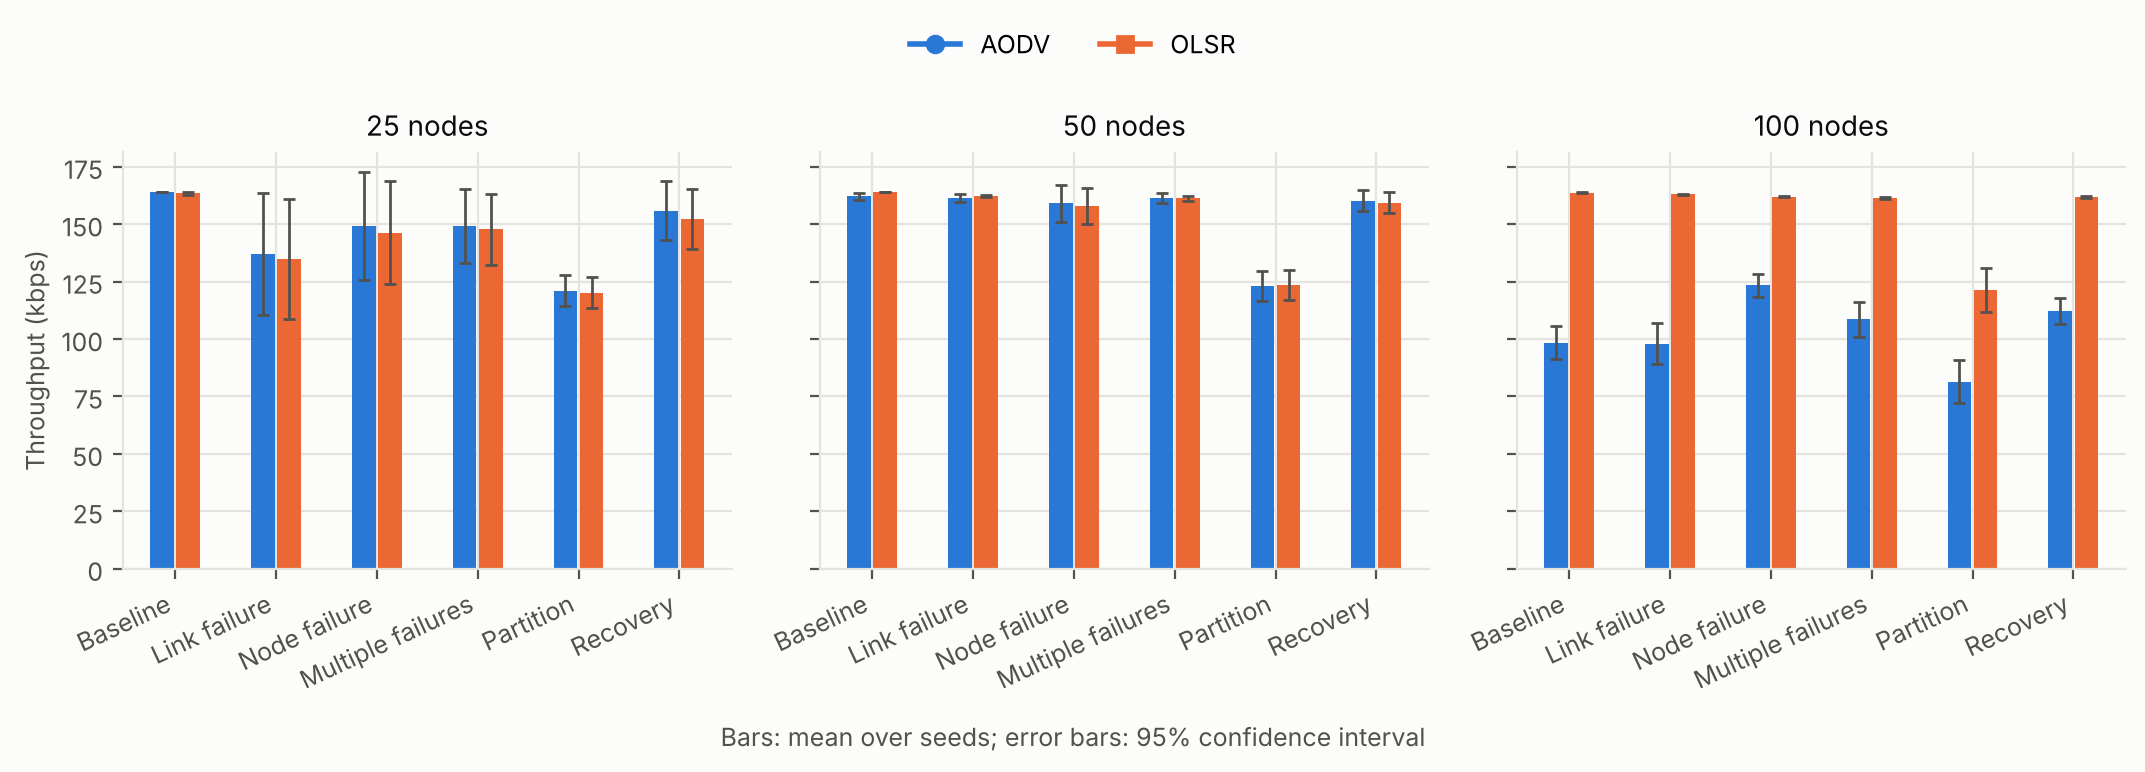 AODV OLSR
25 nodes 50 nodes 100 nodes
Throughput (kbps)
175
150
125
100
75
50
25
0
Baseline Link failure Node failure Multiple failures Partition Recovery
Baseline Link failure Node failure Multiple failures Partition Recovery
Baseline Link failure Node failure Multiple failures Partition Recovery
Bars: mean over seeds; error bars: 95% confidence interval